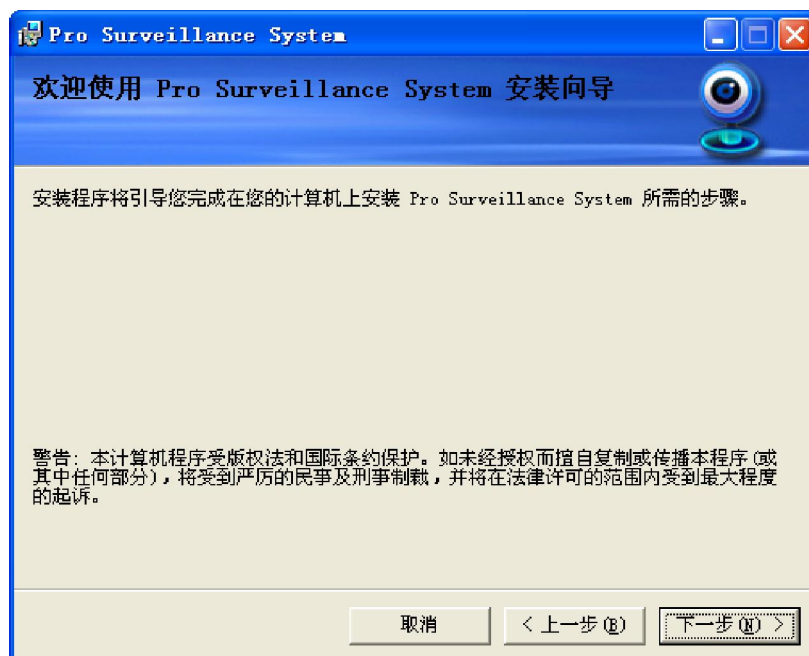 Pro Surveillance System
欢迎使用 Pro Surveillance System 安装向导
安装程序将引导您完成在您的计算机上安装 Pro Surveillance System 所需的步骤。
警告: 本计算机程序受版权法和国际条约保护。如未经授权而擅自复制或传播本程序(或
其中任何部分), 将受到严厉的民事及刑事制裁, 并将在法律许可的范围内受到最大程度
的起诉。
取消 < 上一步(B) 下一步(N) >